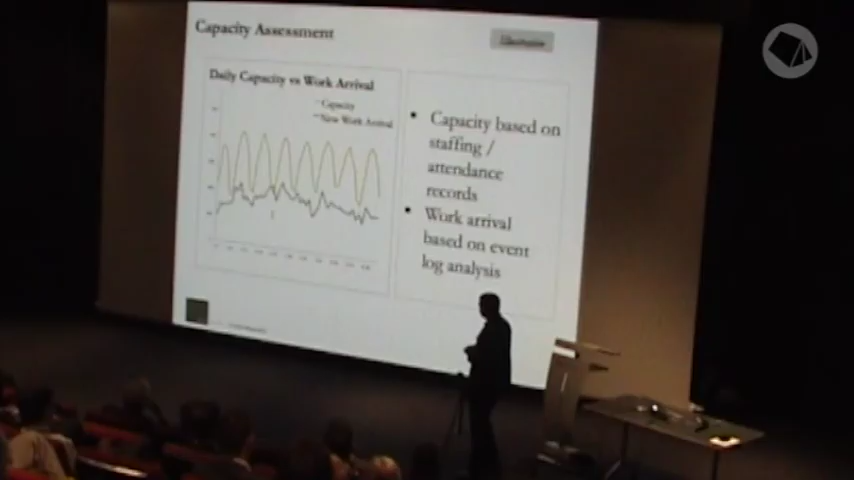 Capacity Assessment
Illustrative
Daily Capacity vs Work Arrival
Capacity
New Work Arrival
• Capacity based on
staffing /
attendance
records
• Work arrival
based on event
log analysis